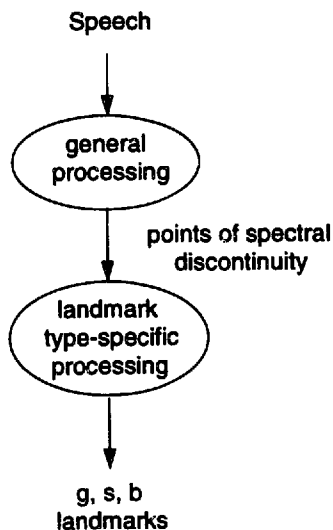 Speech
general
processing
points of spectral
discontinuity
landmark
type-specific
processing
g, s, b
landmarks